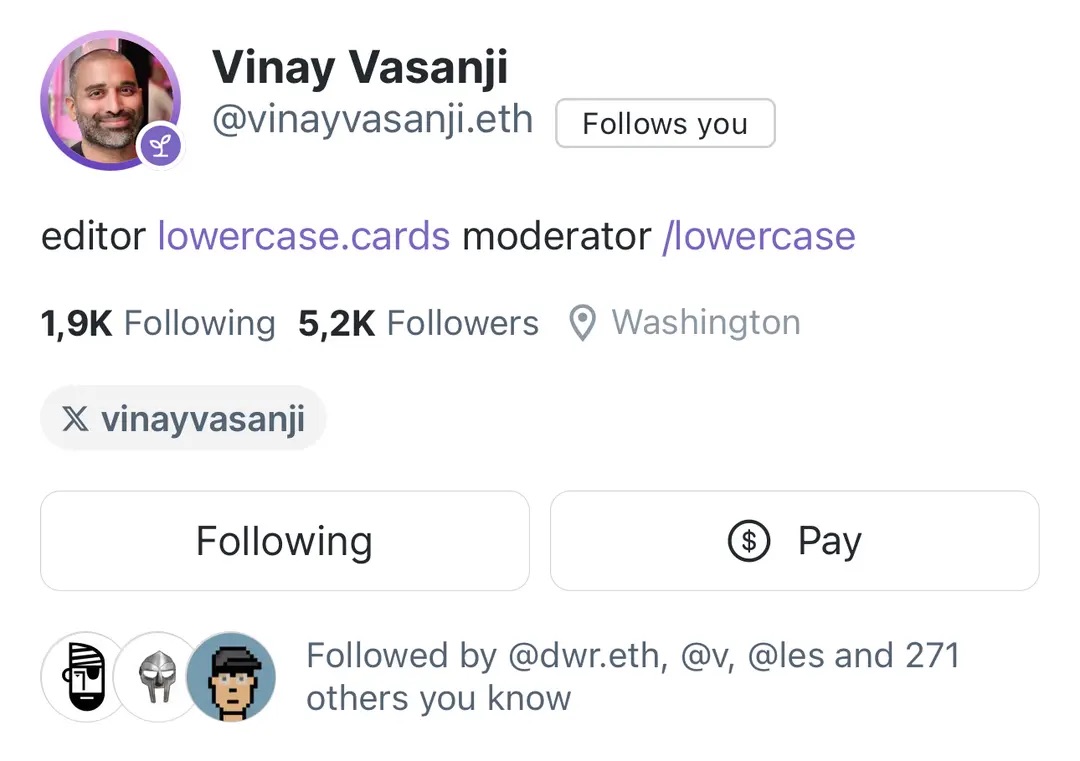 Vinay Vasanji
@vinayvasanji.eth Follows you
editor lowercase.cards moderator /lowercase
1,9K Following 5,2K Followers Washington
X vinayvasanji
Following
$ Pay
Followed by @dwr.eth, @v, @les and 271
others you know